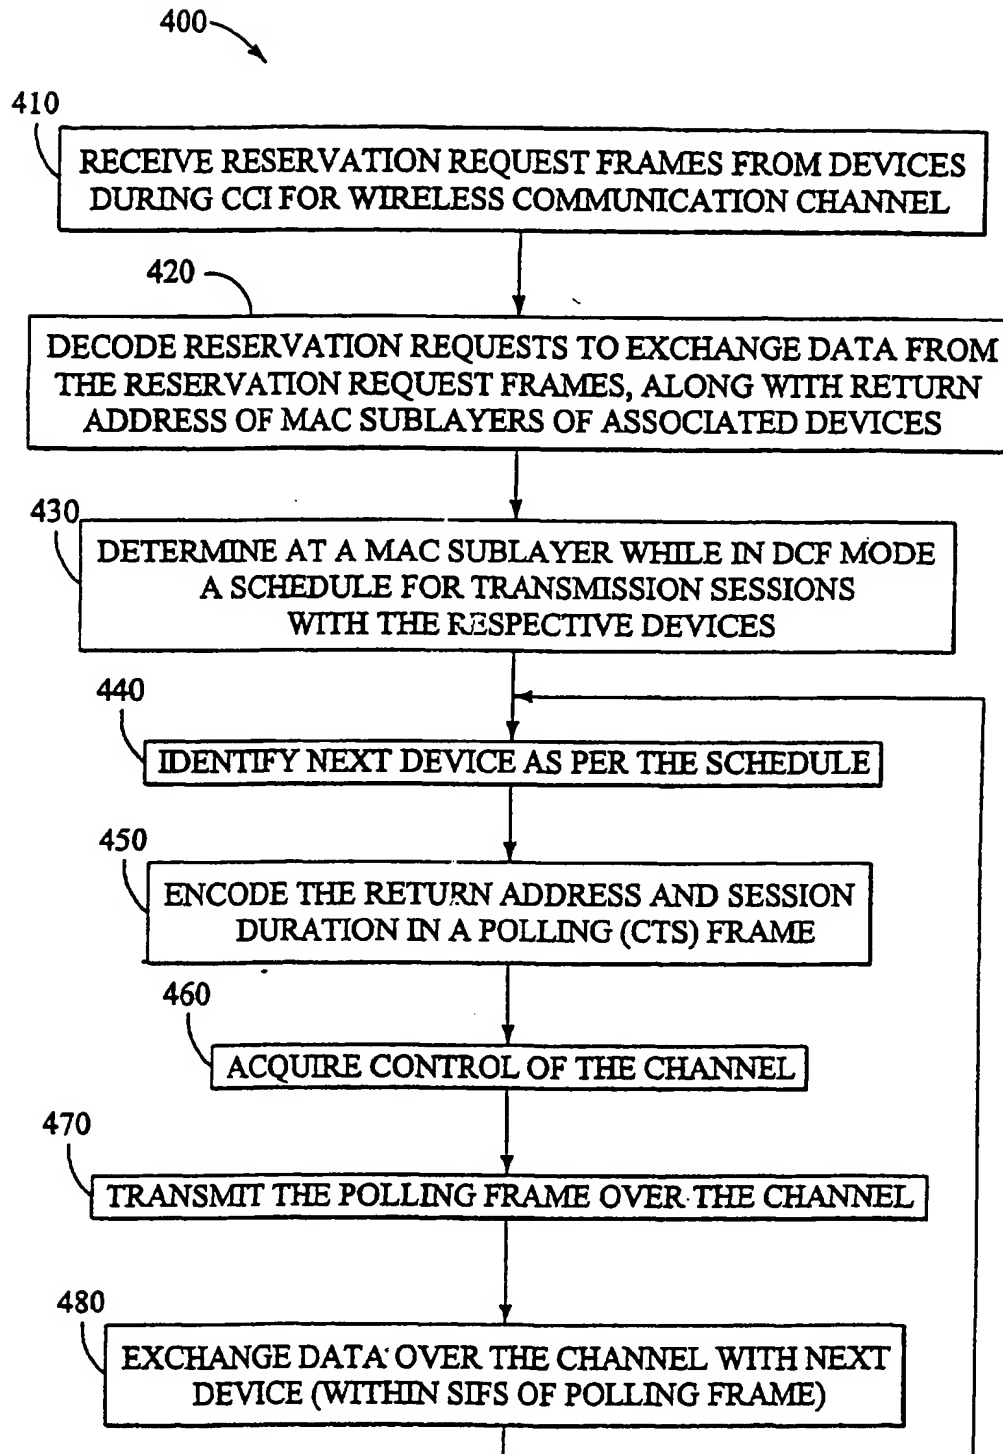 400
410
RECEIVE RESERVATION REQUEST FRAMES FROM DEVICES
DURING CCI FOR WIRELESS COMMUNICATION CHANNEL
420
DECODE RESERVATION REQUESTS TO EXCHANGE DATA FROM
THE RESERVATION REQUEST FRAMES, ALONG WITH RETURN
ADDRESS OF MAC SUBLAYERS OF ASSOCIATED DEVICES
430
DETERMINE AT A MAC SUBLAYER WHILE IN DCF MODE
A SCHEDULE FOR TRANSMISSION SESSIONS
WITH THE RESPECTIVE DEVICES
440
IDENTIFY NEXT DEVICE AS PER THE SCHEDULE
450
ENCODE THE RETURN ADDRESS AND SESSION
DURATION IN A POLLING (CTS) FRAME
460
ACQUIRE CONTROL OF THE CHANNEL
470
TRANSMIT THE POLLING FRAME OVER THE CHANNEL
480
EXCHANGE DATA OVER THE CHANNEL WITH NEXT
DEVICE (WITHIN SIFS OF POLLING FRAME)